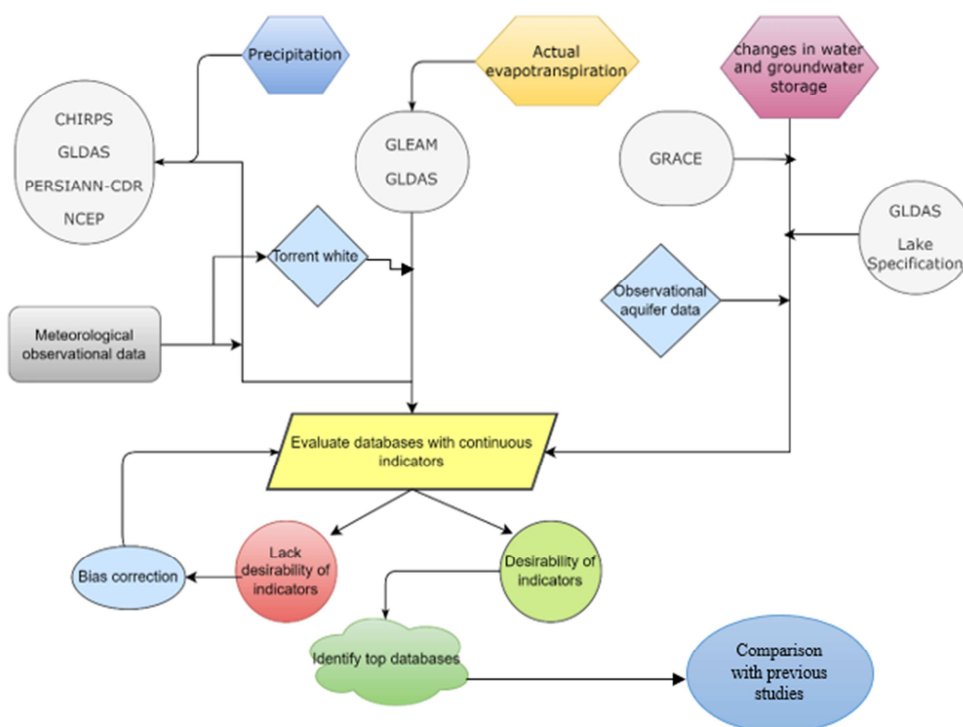 Precipitation
Actual
evapotranspiration
changes in water
and groundwater
storage
CHIRPS
GLDAS
PERSIANN-CDR
NCEP
GLEAM
GLDAS
GRACE
GLDAS
Lake
Specification
Torrent white
Observational
aquifer data
Meteorological
observational data
Evaluate databases with continuous
indicators
Bias correction
Lack
desirability of
indicators
Desirability of
indicators
Identify top databases
Comparison
with previous
studies